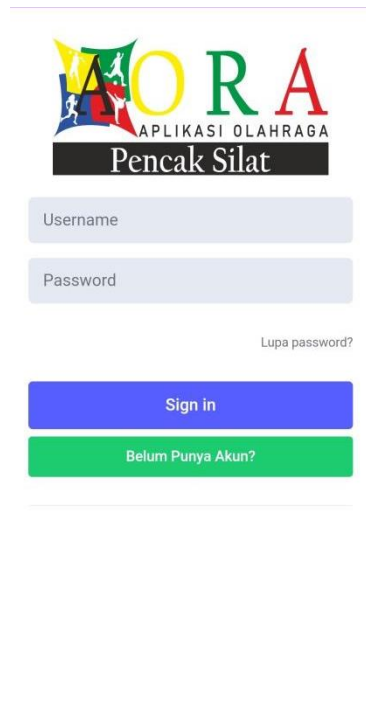 AORA
APLIKASI OLAHRAGA
Pencak Silat
Username
Password
Lupa password?
Sign in
Belum Punya Akun?